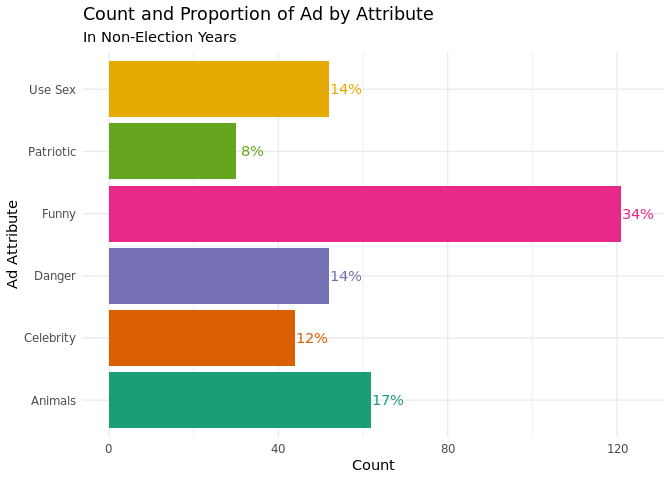 Count and Proportion of Ad by Attribute
In Non-Election Years
Ad Attribute
Use Sex 14%
Patriotic 8%
Funny 34%
Danger 14%
Celebrity 12%
Animals 17%
0 40 80 120
Count